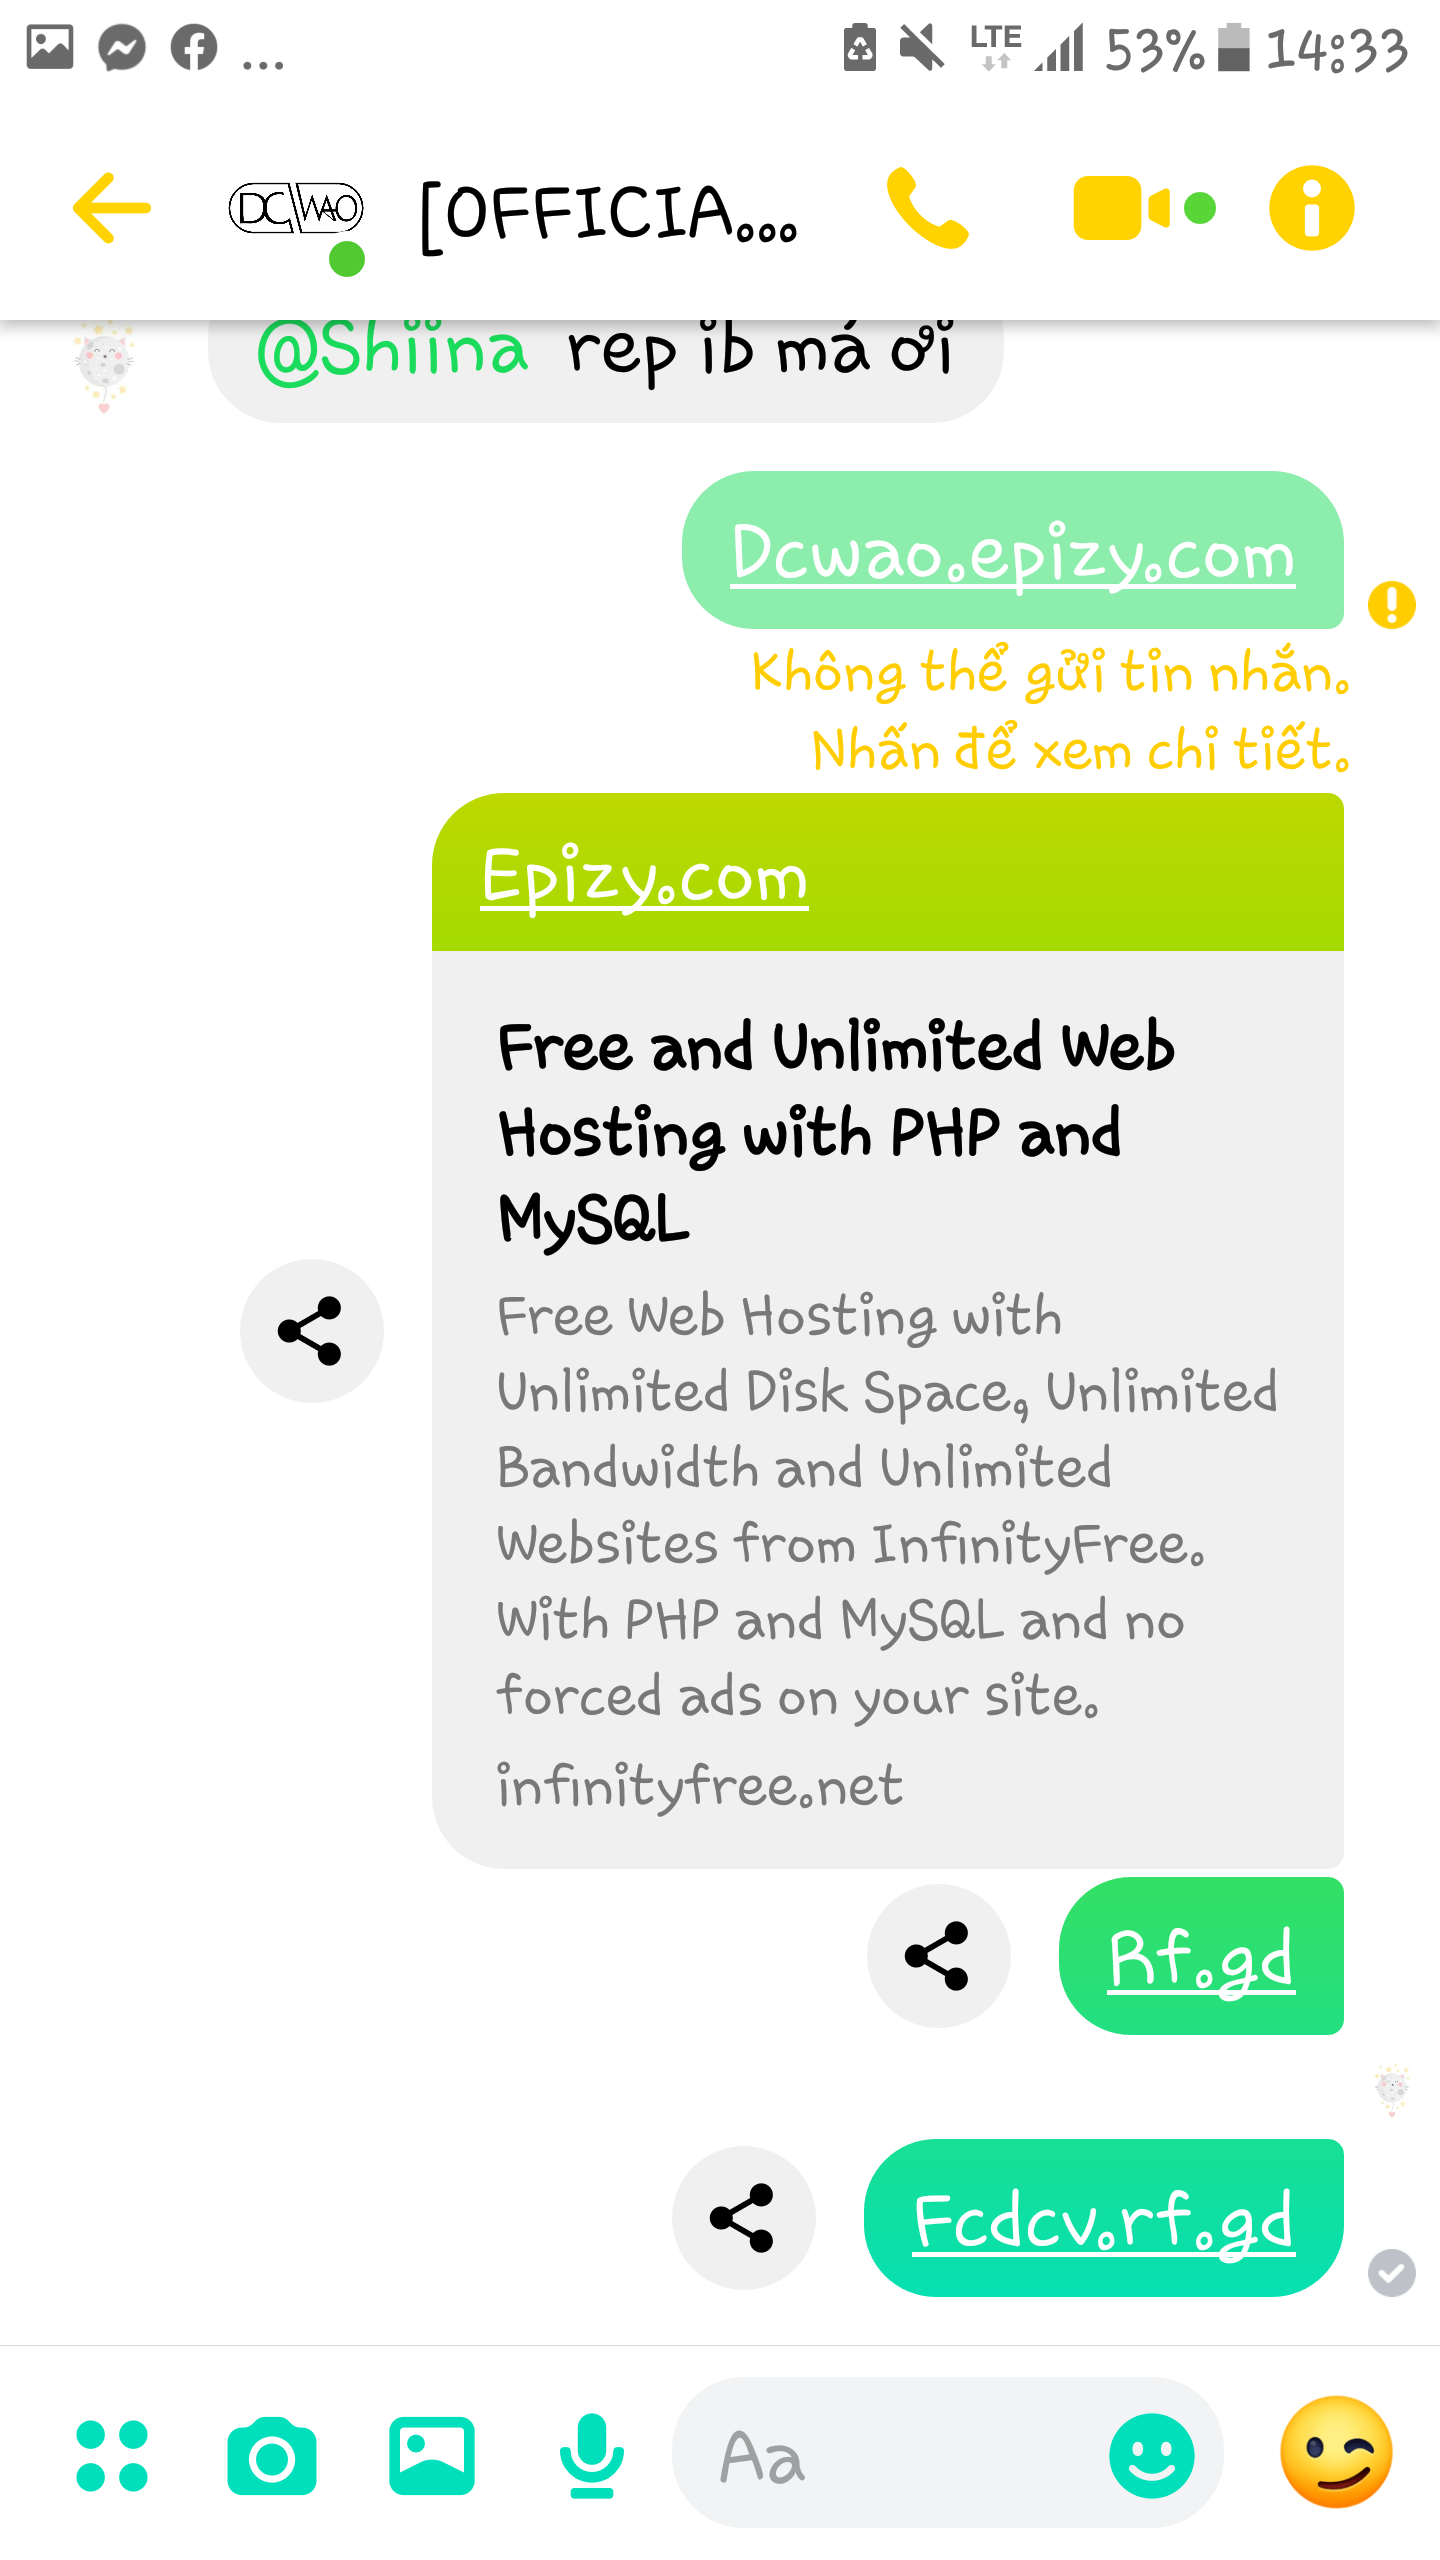 ... LTE 53% 14:33
DC WAO [OFFICIA...
@Shiina rep ib má ơi
Dcwao.epizy.com
Không thể gửi tin nhắn.
Nhấn để xem chi tiết.
Epizy.com
Free and Unlimited Web
Hosting with PHP and
MySQL
Free Web Hosting with
Unlimited Disk Space, Unlimited
Bandwidth and Unlimited
Websites from InfinityFree.
With PHP and MySQL and no
forced ads on your site.
infinityfree.net
Rf.gd
Fcdcv.rf.gd
Aa